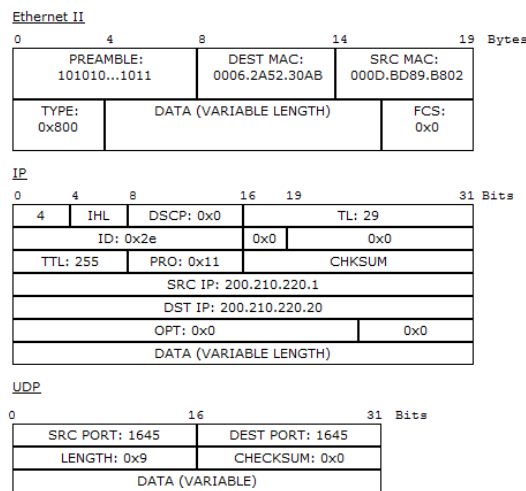 Ethernet II
0 4 8 14 19 Bytes
PREAMBLE: DEST MAC: SRC MAC:
101010...1011 0006.2A52.30AB 000D.BD89.B802
TYPE: DATA (VARIABLE LENGTH) FCS:
0x800 0x0
IP
0 4 8 16 19 31 Bits
4 IHL DSCP: 0x0 TL: 29
ID: 0x2e 0x0 0x0
TTL: 255 PRO: 0x11 CHKSUM
SRC IP: 200.210.220.1
DST IP: 200.210.220.20
OPT: 0x0 0x0
DATA (VARIABLE LENGTH)
UDP
0 16 31 Bits
SRC PORT: 1645 DEST PORT: 1645
LENGTH: 0x9 CHECKSUM: 0x0
DATA (VARIABLE)